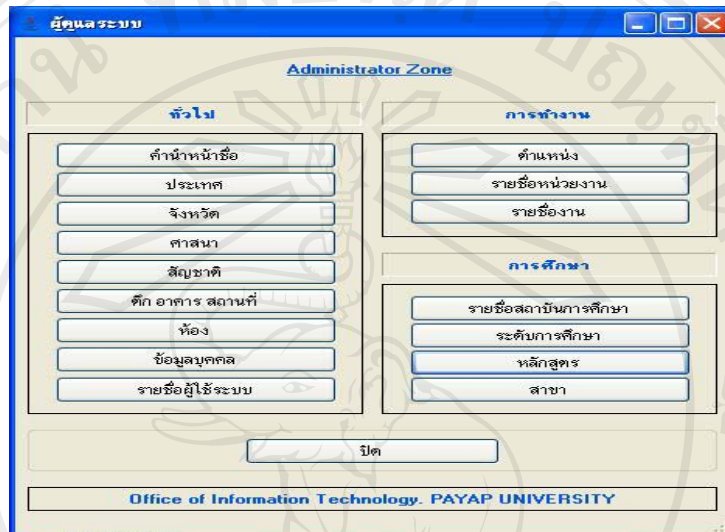 ผู้ดูแลระบบ
Administrator Zone
ทั่วไป
คำนำหน้าชื่อ
ประเทศ
จังหวัด
ศาสนา
สัญชาติ
ตึก อาคาร สถานที่
ห้อง
ข้อมูลบุคคล
รายชื่อผู้ใช้ระบบ
การทำงาน
ตำแหน่ง
รายชื่อหน่วยงาน
รายชื่องาน
การศึกษา
รายชื่อสถาบันการศึกษา
ระดับการศึกษา
หลักสูตร
สาขา
ปิด
Office of Information Technology. PAYAP UNIVERSITY